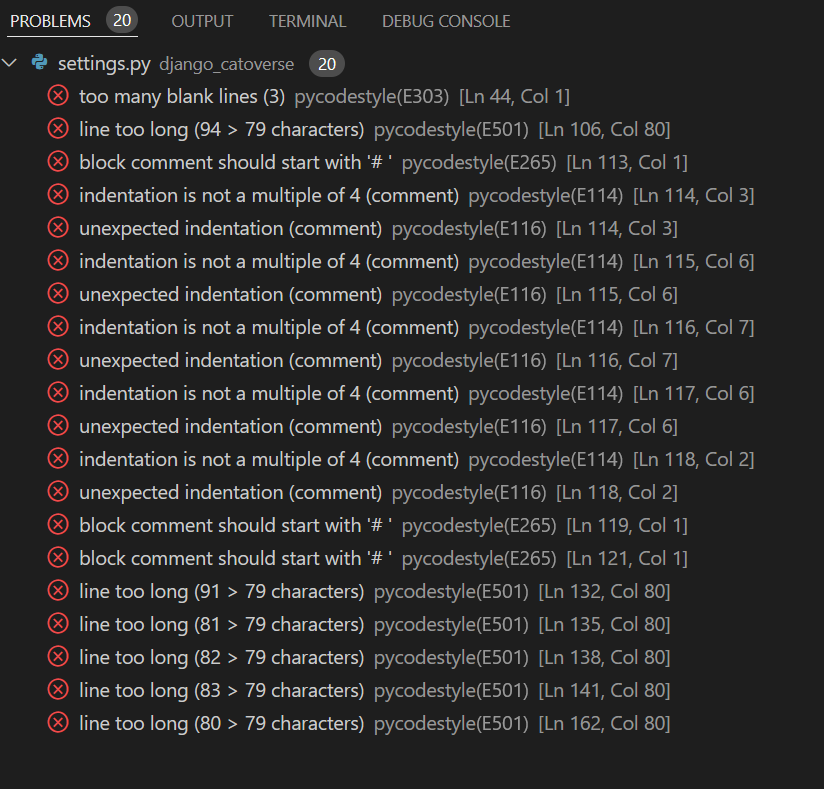 PROBLEMS 20 OUTPUT TERMINAL DEBUG CONSOLE
settings.py django_catoverse 20
too many blank lines (3) pycodestyle(E303) [Ln 44, Col 1]
line too long (94 > 79 characters) pycodestyle(E501) [Ln 106, Col 80]
block comment should start with '# ' pycodestyle(E265) [Ln 113, Col 1]
indentation is not a multiple of 4 (comment) pycodestyle(E114) [Ln 114, Col 3]
unexpected indentation (comment) pycodestyle(E116) [Ln 114, Col 3]
indentation is not a multiple of 4 (comment) pycodestyle(E114) [Ln 115, Col 6]
unexpected indentation (comment) pycodestyle(E116) [Ln 115, Col 6]
indentation is not a multiple of 4 (comment) pycodestyle(E114) [Ln 116, Col 7]
unexpected indentation (comment) pycodestyle(E116) [Ln 116, Col 7]
indentation is not a multiple of 4 (comment) pycodestyle(E114) [Ln 117, Col 6]
unexpected indentation (comment) pycodestyle(E116) [Ln 117, Col 6]
indentation is not a multiple of 4 (comment) pycodestyle(E114) [Ln 118, Col 2]
unexpected indentation (comment) pycodestyle(E116) [Ln 118, Col 2]
block comment should start with '# ' pycodestyle(E265) [Ln 119, Col 1]
block comment should start with '# ' pycodestyle(E265) [Ln 121, Col 1]
line too long (91 > 79 characters) pycodestyle(E501) [Ln 132, Col 80]
line too long (81 > 79 characters) pycodestyle(E501) [Ln 135, Col 80]
line too long (82 > 79 characters) pycodestyle(E501) [Ln 138, Col 80]
line too long (83 > 79 characters) pycodestyle(E501) [Ln 141, Col 80]
line too long (80 > 79 characters) pycodestyle(E501) [Ln 162, Col 80]